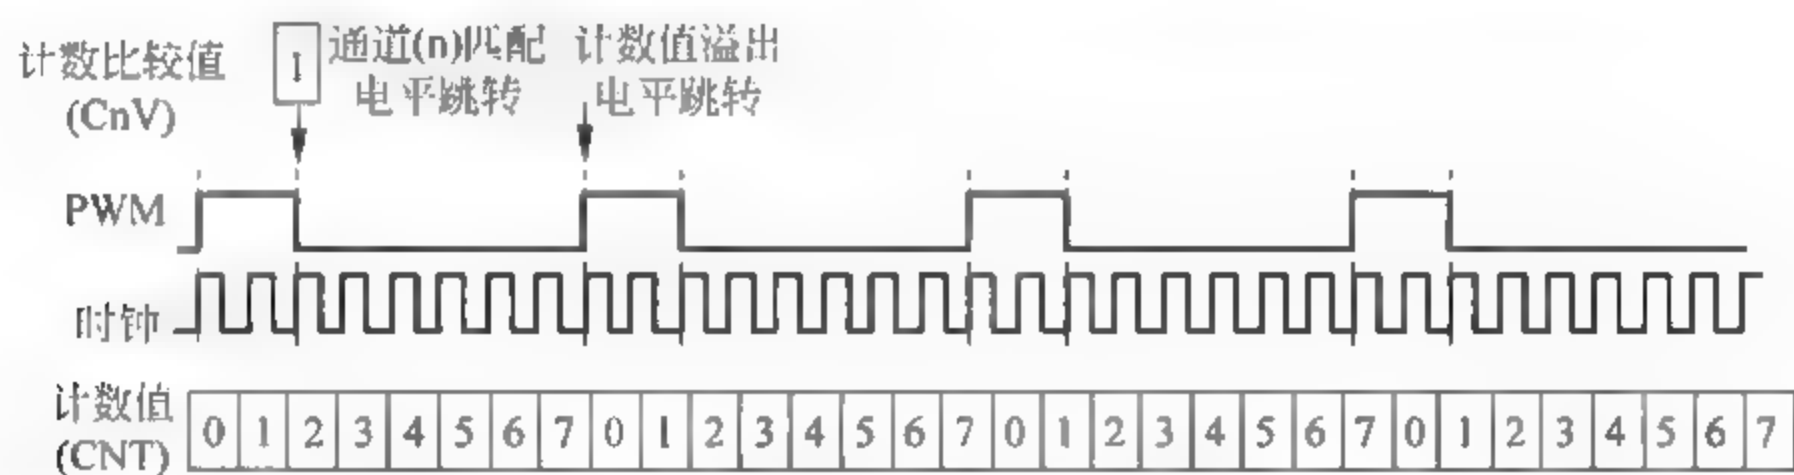 计数比较值
(CnV)
1
通道(n)匹配
电平跳转
计数值溢出
电平跳转
PWM
时钟
计数值
(CNT)
0 1 2 3 4 5 6 7 0 1 2 3 4 5 6 7 0 1 2 3 4 5 6 7 0 1 2 3 4 5 6 7